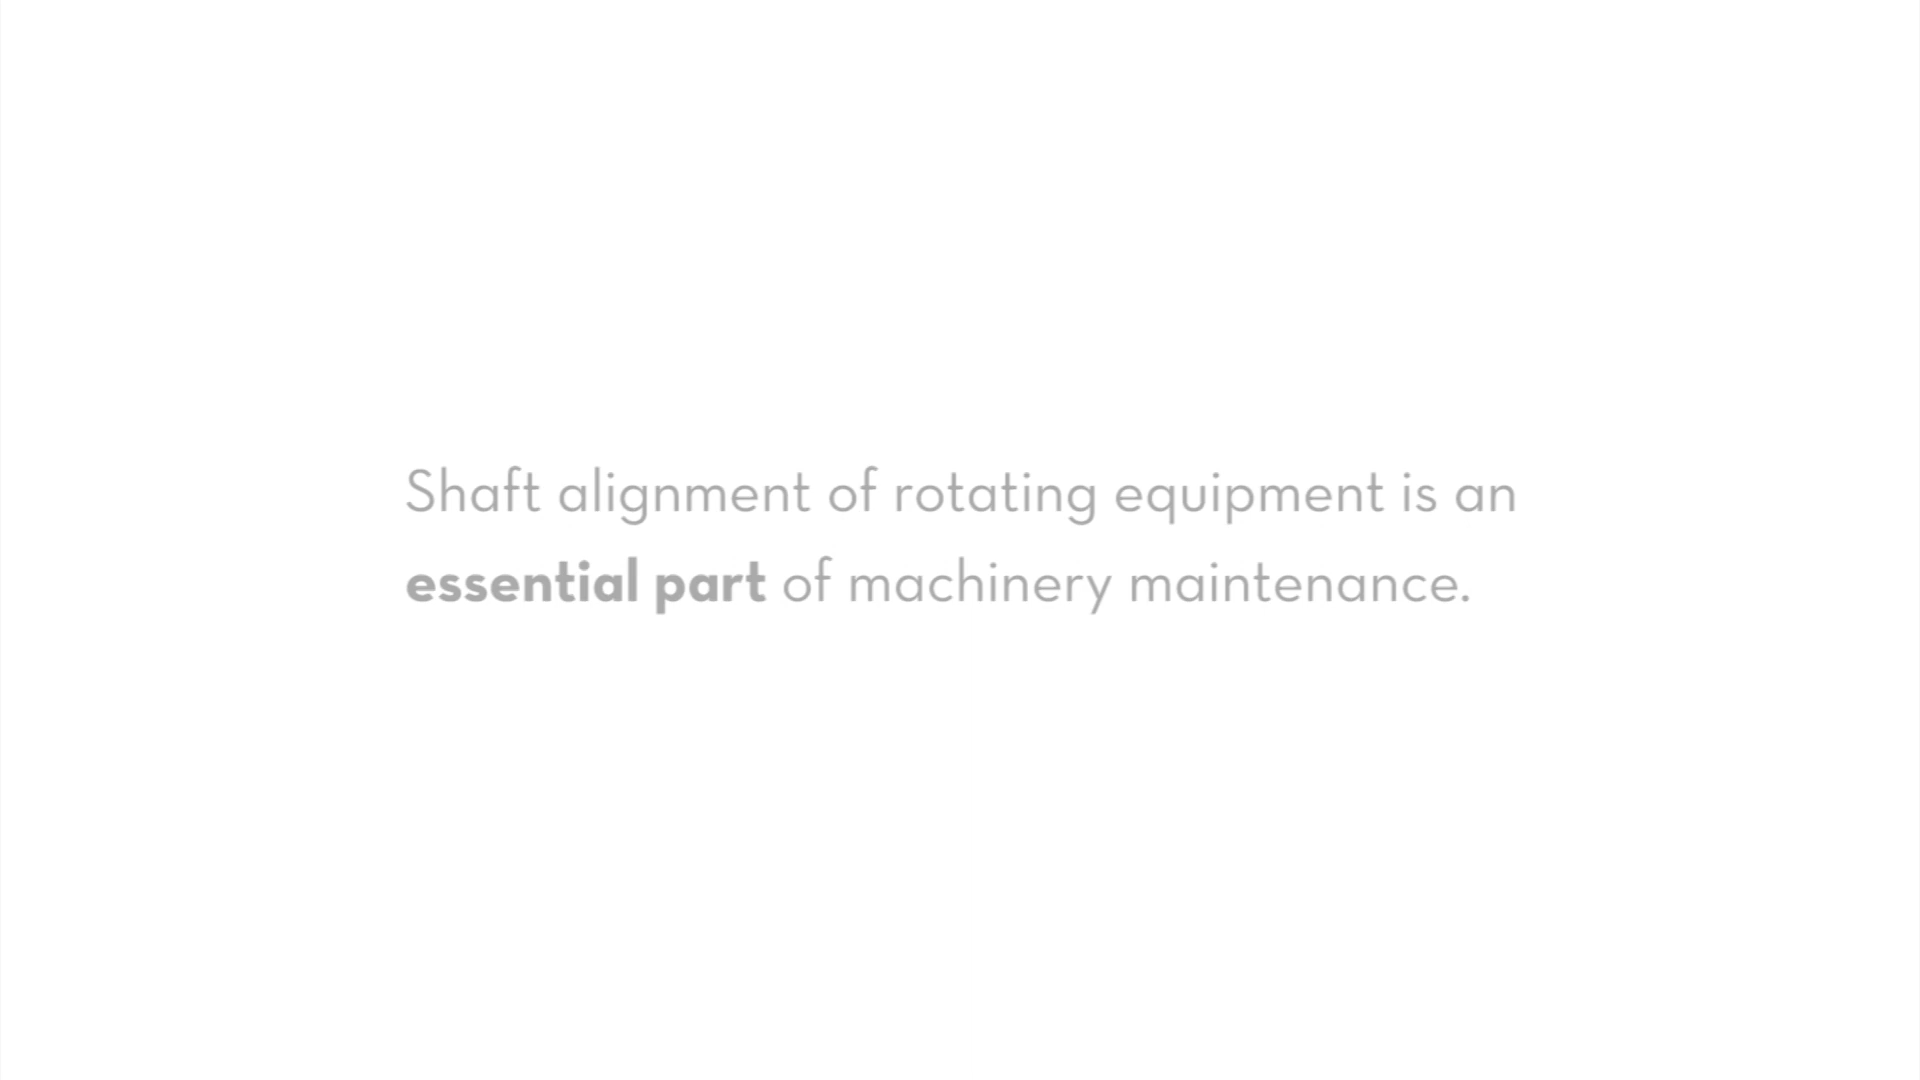 Shaft alignment of rotating equipment is an
essential part of machinery maintenance.